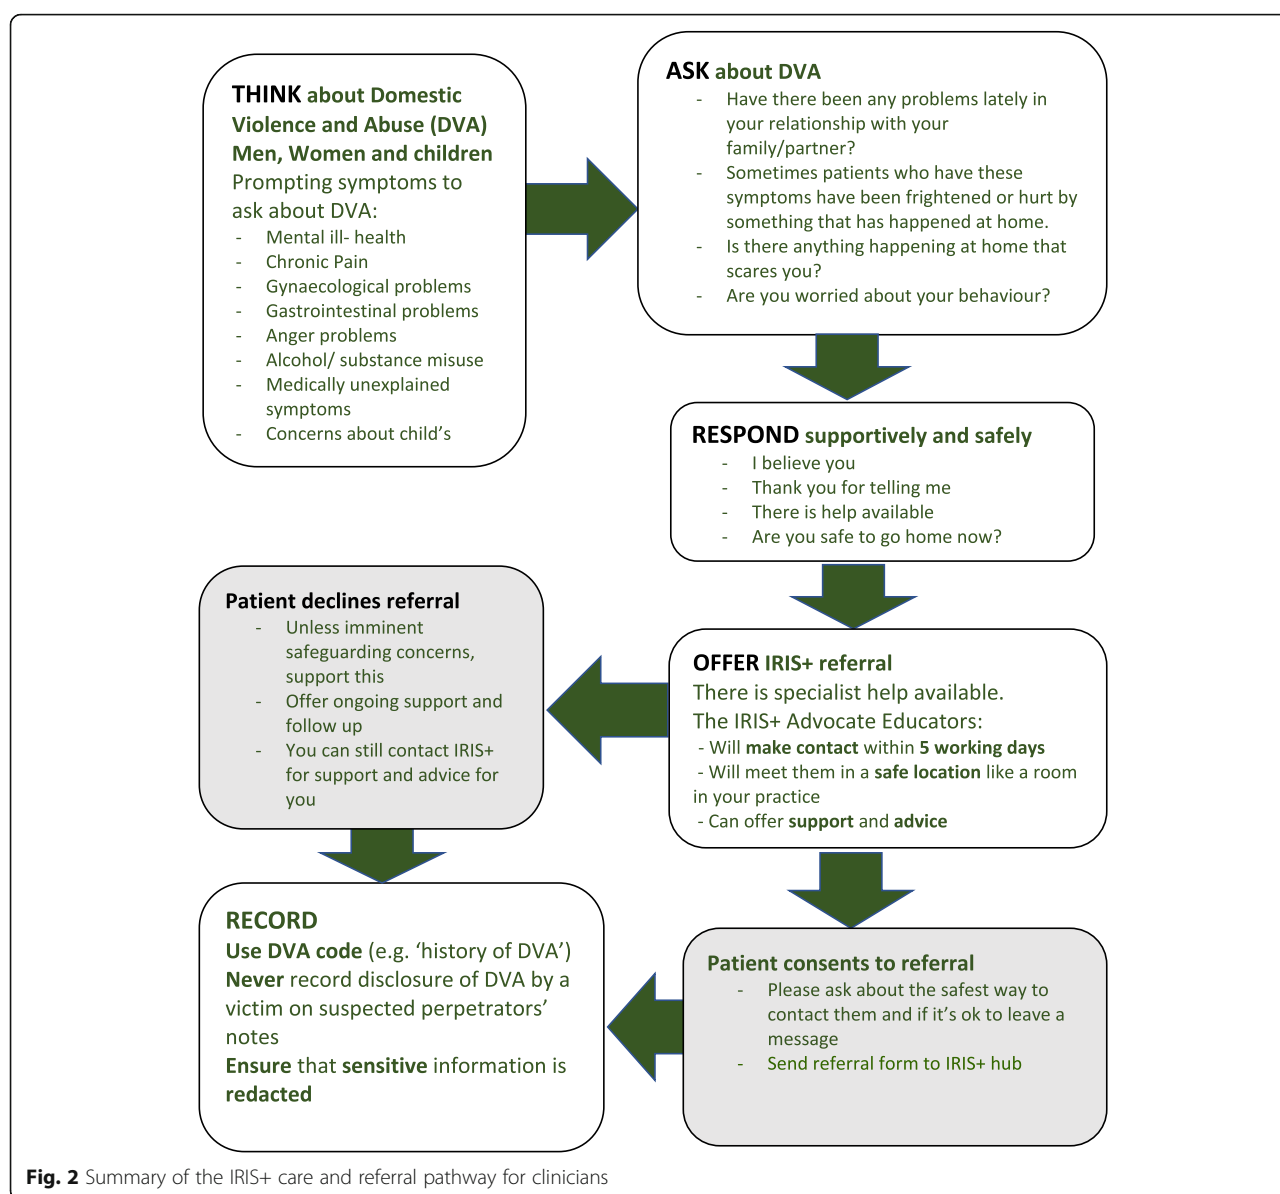 THINK about Domestic
Violence and Abuse (DVA)
Men, Women and children
Prompting symptoms to
ask about DVA:
- Mental ill- health
- Chronic Pain
- Gynaecological problems
- Gastrointestinal problems
- Anger problems
- Alcohol/ substance misuse
- Medically unexplained
symptoms
- Concerns about child's
ASK about DVA
- Have there been any problems lately in
your relationship with your
family/partner?
- Sometimes patients who have these
symptoms have been frightened or hurt by
something that has happened at home.
- Is there anything happening at home that
scares you?
- Are you worried about your behaviour?
RESPOND supportively and safely
- I believe you
- Thank you for telling me
- There is help available
- Are you safe to go home now?
OFFER IRIS+ referral
There is specialist help available.
The IRIS+ Advocate Educators:
- Will make contact within 5 working days
- Will meet them in a safe location like a room
in your practice
- Can offer support and advice
Patient declines referral
- Unless imminent
safeguarding concerns,
support this
- Offer ongoing support and
follow up
- You can still contact IRIS+
for support and advice for
you
Patient consents to referral
- Please ask about the safest way to
contact them and if it's ok to leave a
message
- Send referral form to IRIS+ hub
RECORD
Use DVA code (e.g. 'history of DVA')
Never record disclosure of DVA by a
victim on suspected perpetrators'
notes
Ensure that sensitive information is
redacted
Fig. 2 Summary of the IRIS+ care and referral pathway for clinicians